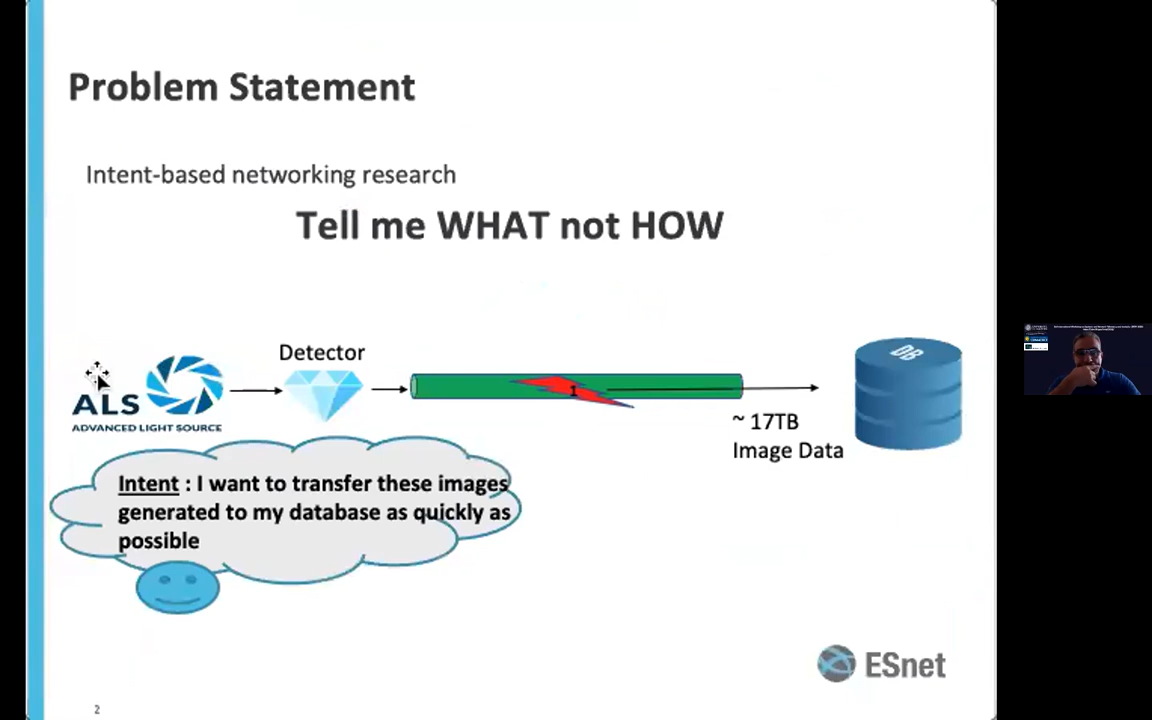 Problem Statement
Intent-based networking research
Tell me WHAT not HOW
Detector
ALS
ADVANCED LIGHT SOURCE
1
DB
~ 17TB
Image Data
Intent : I want to transfer these images
generated to my database as quickly as
possible
ESnet
2